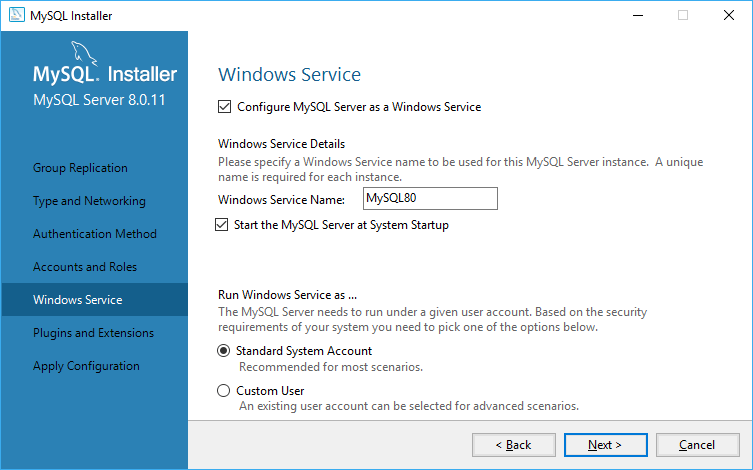 MySQL Installer
MySQL. Installer
MySQL Server 8.0.11
Group Replication
Type and Networking
Authentication Method
Accounts and Roles
Windows Service
Plugins and Extensions
Apply Configuration
Windows Service
Configure MySQL Server as a Windows Service
Windows Service Details
Please specify a Windows Service name to be used for this MySQL Server instance.  A unique
name is required for each instance.
Windows Service Name: MySQL80
Start the MySQL Server at System Startup
Run Windows Service as ...
The MySQL Server needs to run under a given user account. Based on the security
requirements of your system you need to pick one of the options below.
Standard System Account
Recommended for most scenarios.
Custom User
An existing user account can be selected for advanced scenarios.
< Back Next > Cancel